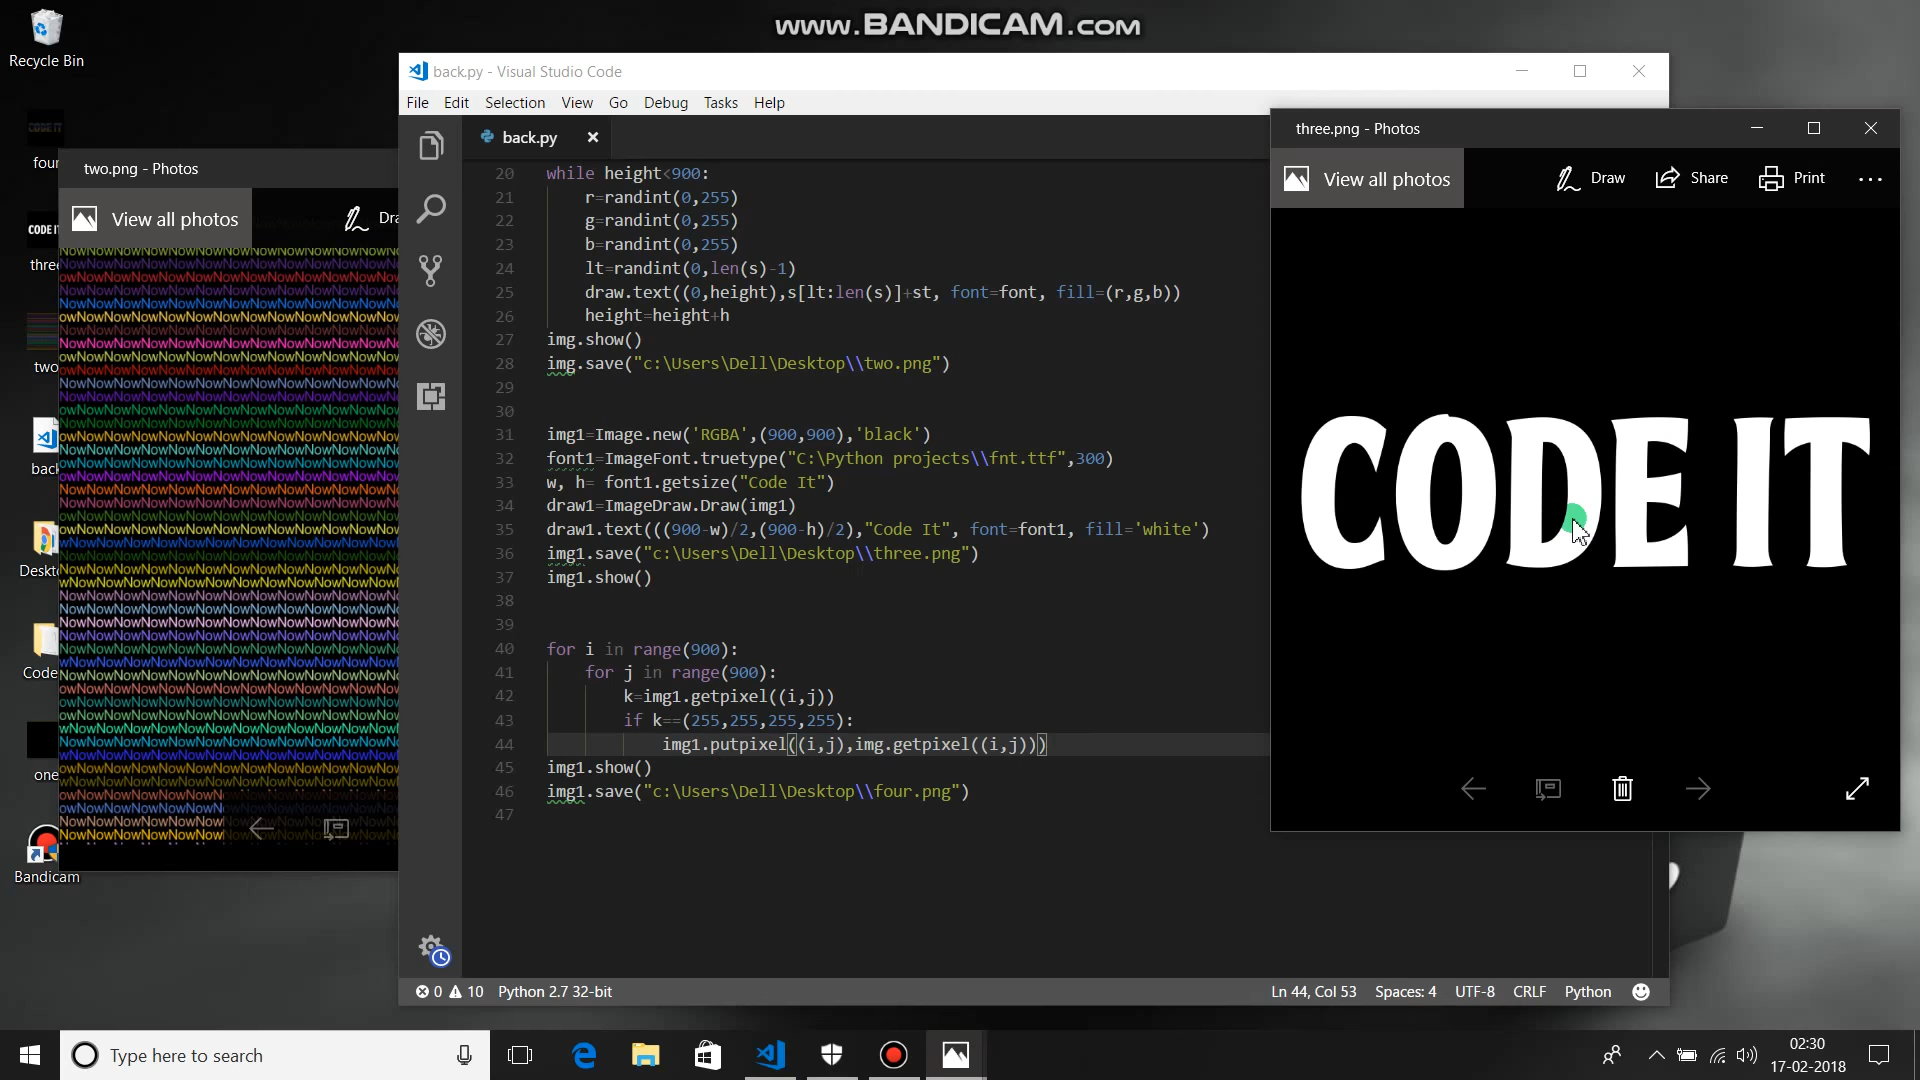 www.BANDICAM.com
Recycle Bin
back.py - Visual Studio Code
File Edit Selection View Go Debug Tasks Help
back.py
three.png - Photos
View all photos
Draw
Share
Print
CODE IT
two.png - Photos
View all photos
CODE IT
three
two
back
Code
one
Bandicam
20 while height<900:
21 r=randint(0,255)
22 g=randint(0,255)
23 b=randint(0,255)
24 lt=randint(0,len(s)-1)
25 draw.text((0,height),s[lt:len(s)]+st, font=font, fill=(r,g,b))
26 height=height+h
27 img.show()
28 img.save("c:\Users\Dell\Desktop\\two.png")
29
30
31 img1=Image.new('RGBA',(900,900),'black')
32 font1=ImageFont.truetype("C:\Python projects\\fnt.ttf",300)
33 w, h= font1.getsize("Code It")
34 draw1=ImageDraw.Draw(img1)
35 draw1.text(((900-w)/2,(900-h)/2),"Code It", font=font1, fill='white')
36 img1.save("c:\Users\Dell\Desktop\\three.png")
37 img1.show()
38
39
40 for i in range(900):
41 for j in range(900):
42 k=img1.getpixel((i,j))
43 if k==(255,255,255,255):
44 img1.putpixel((i,j),img.getpixel((i,j)))
45 img1.show()
46 img1.save("c:\Users\Dell\Desktop\\four.png")
47
0 10 Python 2.7 32-bit
Ln 44, Col 53 Spaces: 4 UTF-8 CRLF Python
Type here to search
02:30
17-02-2018